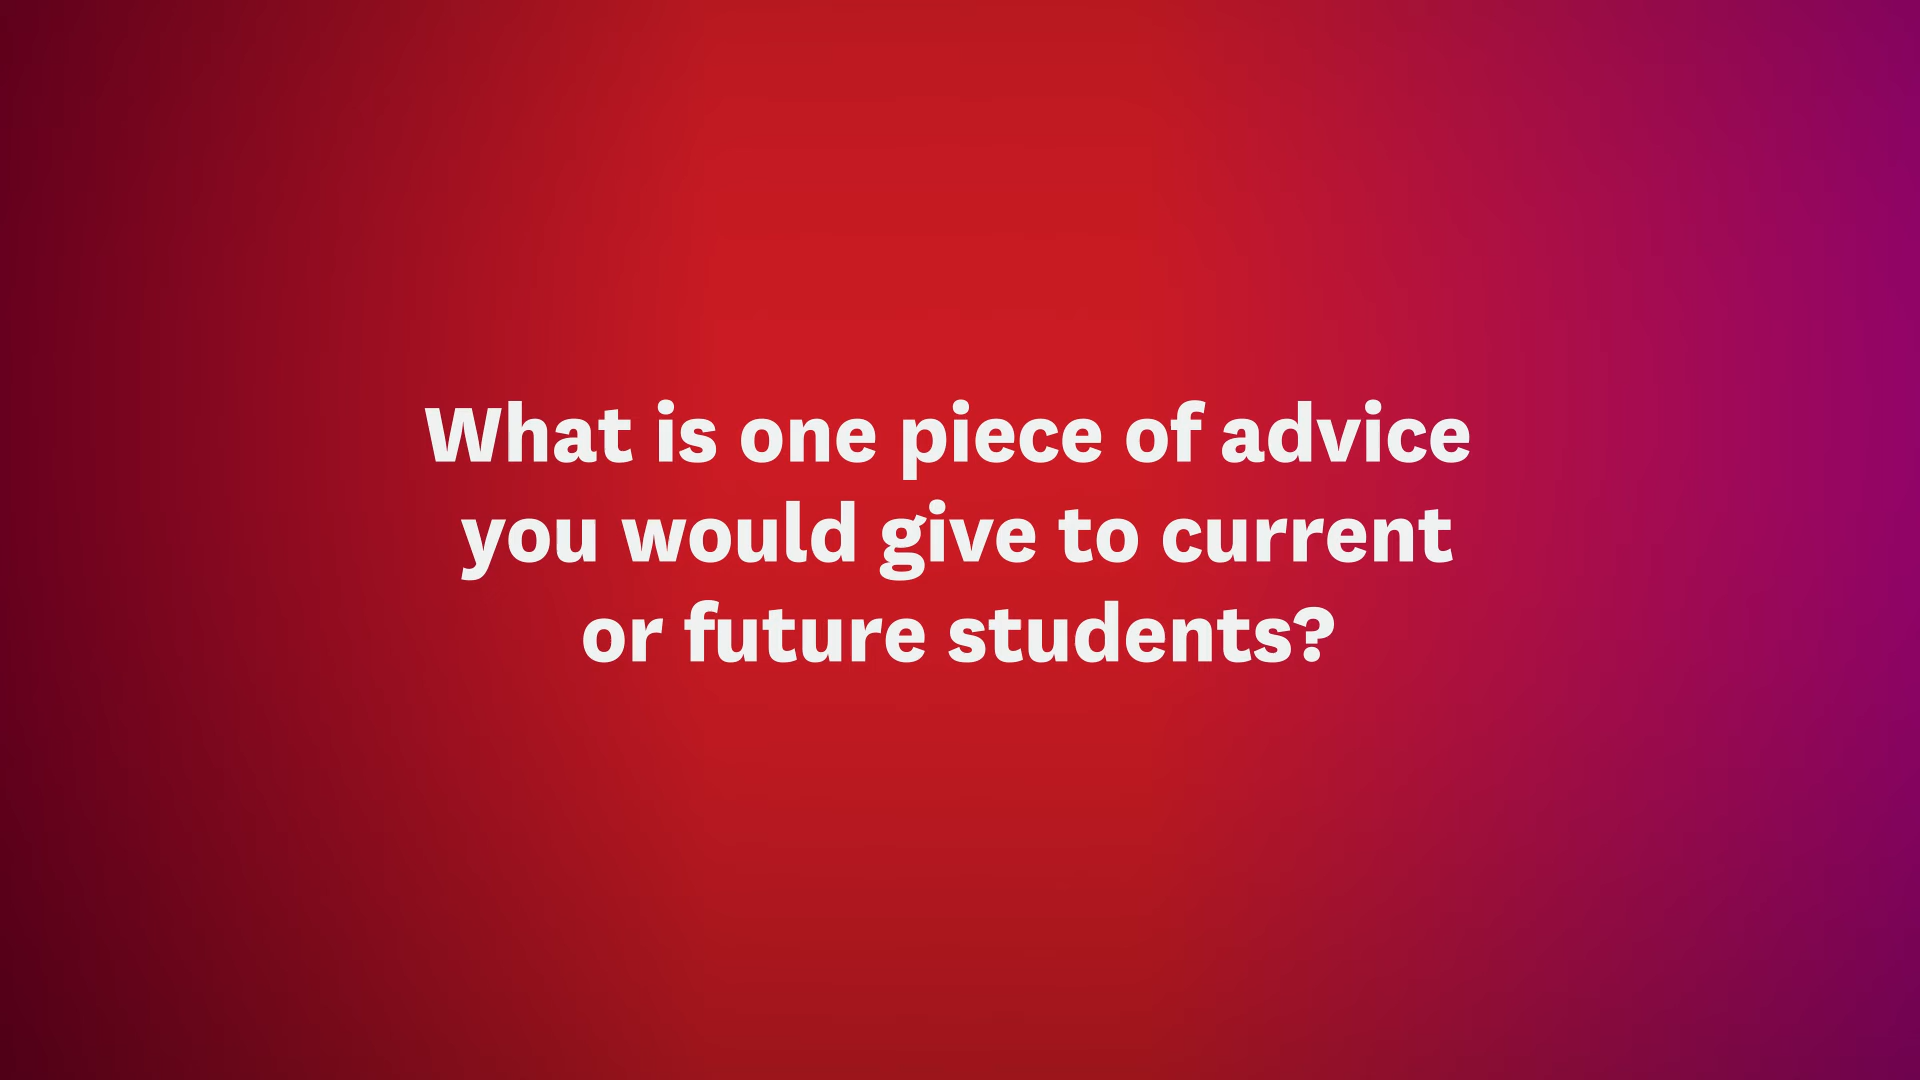 What is one piece of advice
you would give to current
or future students?